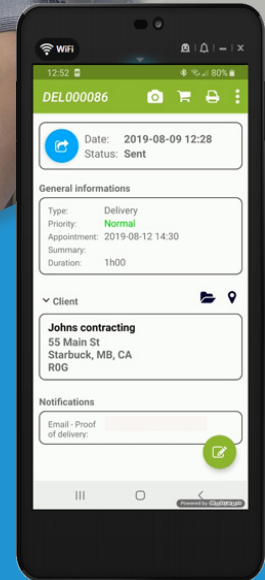 WiFi
12:52
80%
DEL000086
Date: 2019-08-09 12:28
Status: Sent
General informations
Type: Delivery
Priority: Normal
Appointment: 2019-08-12 14:30
Summary:
Duration: 1h00
Client
Johns contracting
55 Main St
Starbuck, MB, CA
R0G
Notifications
Email - Proof
of delivery:
Powered by